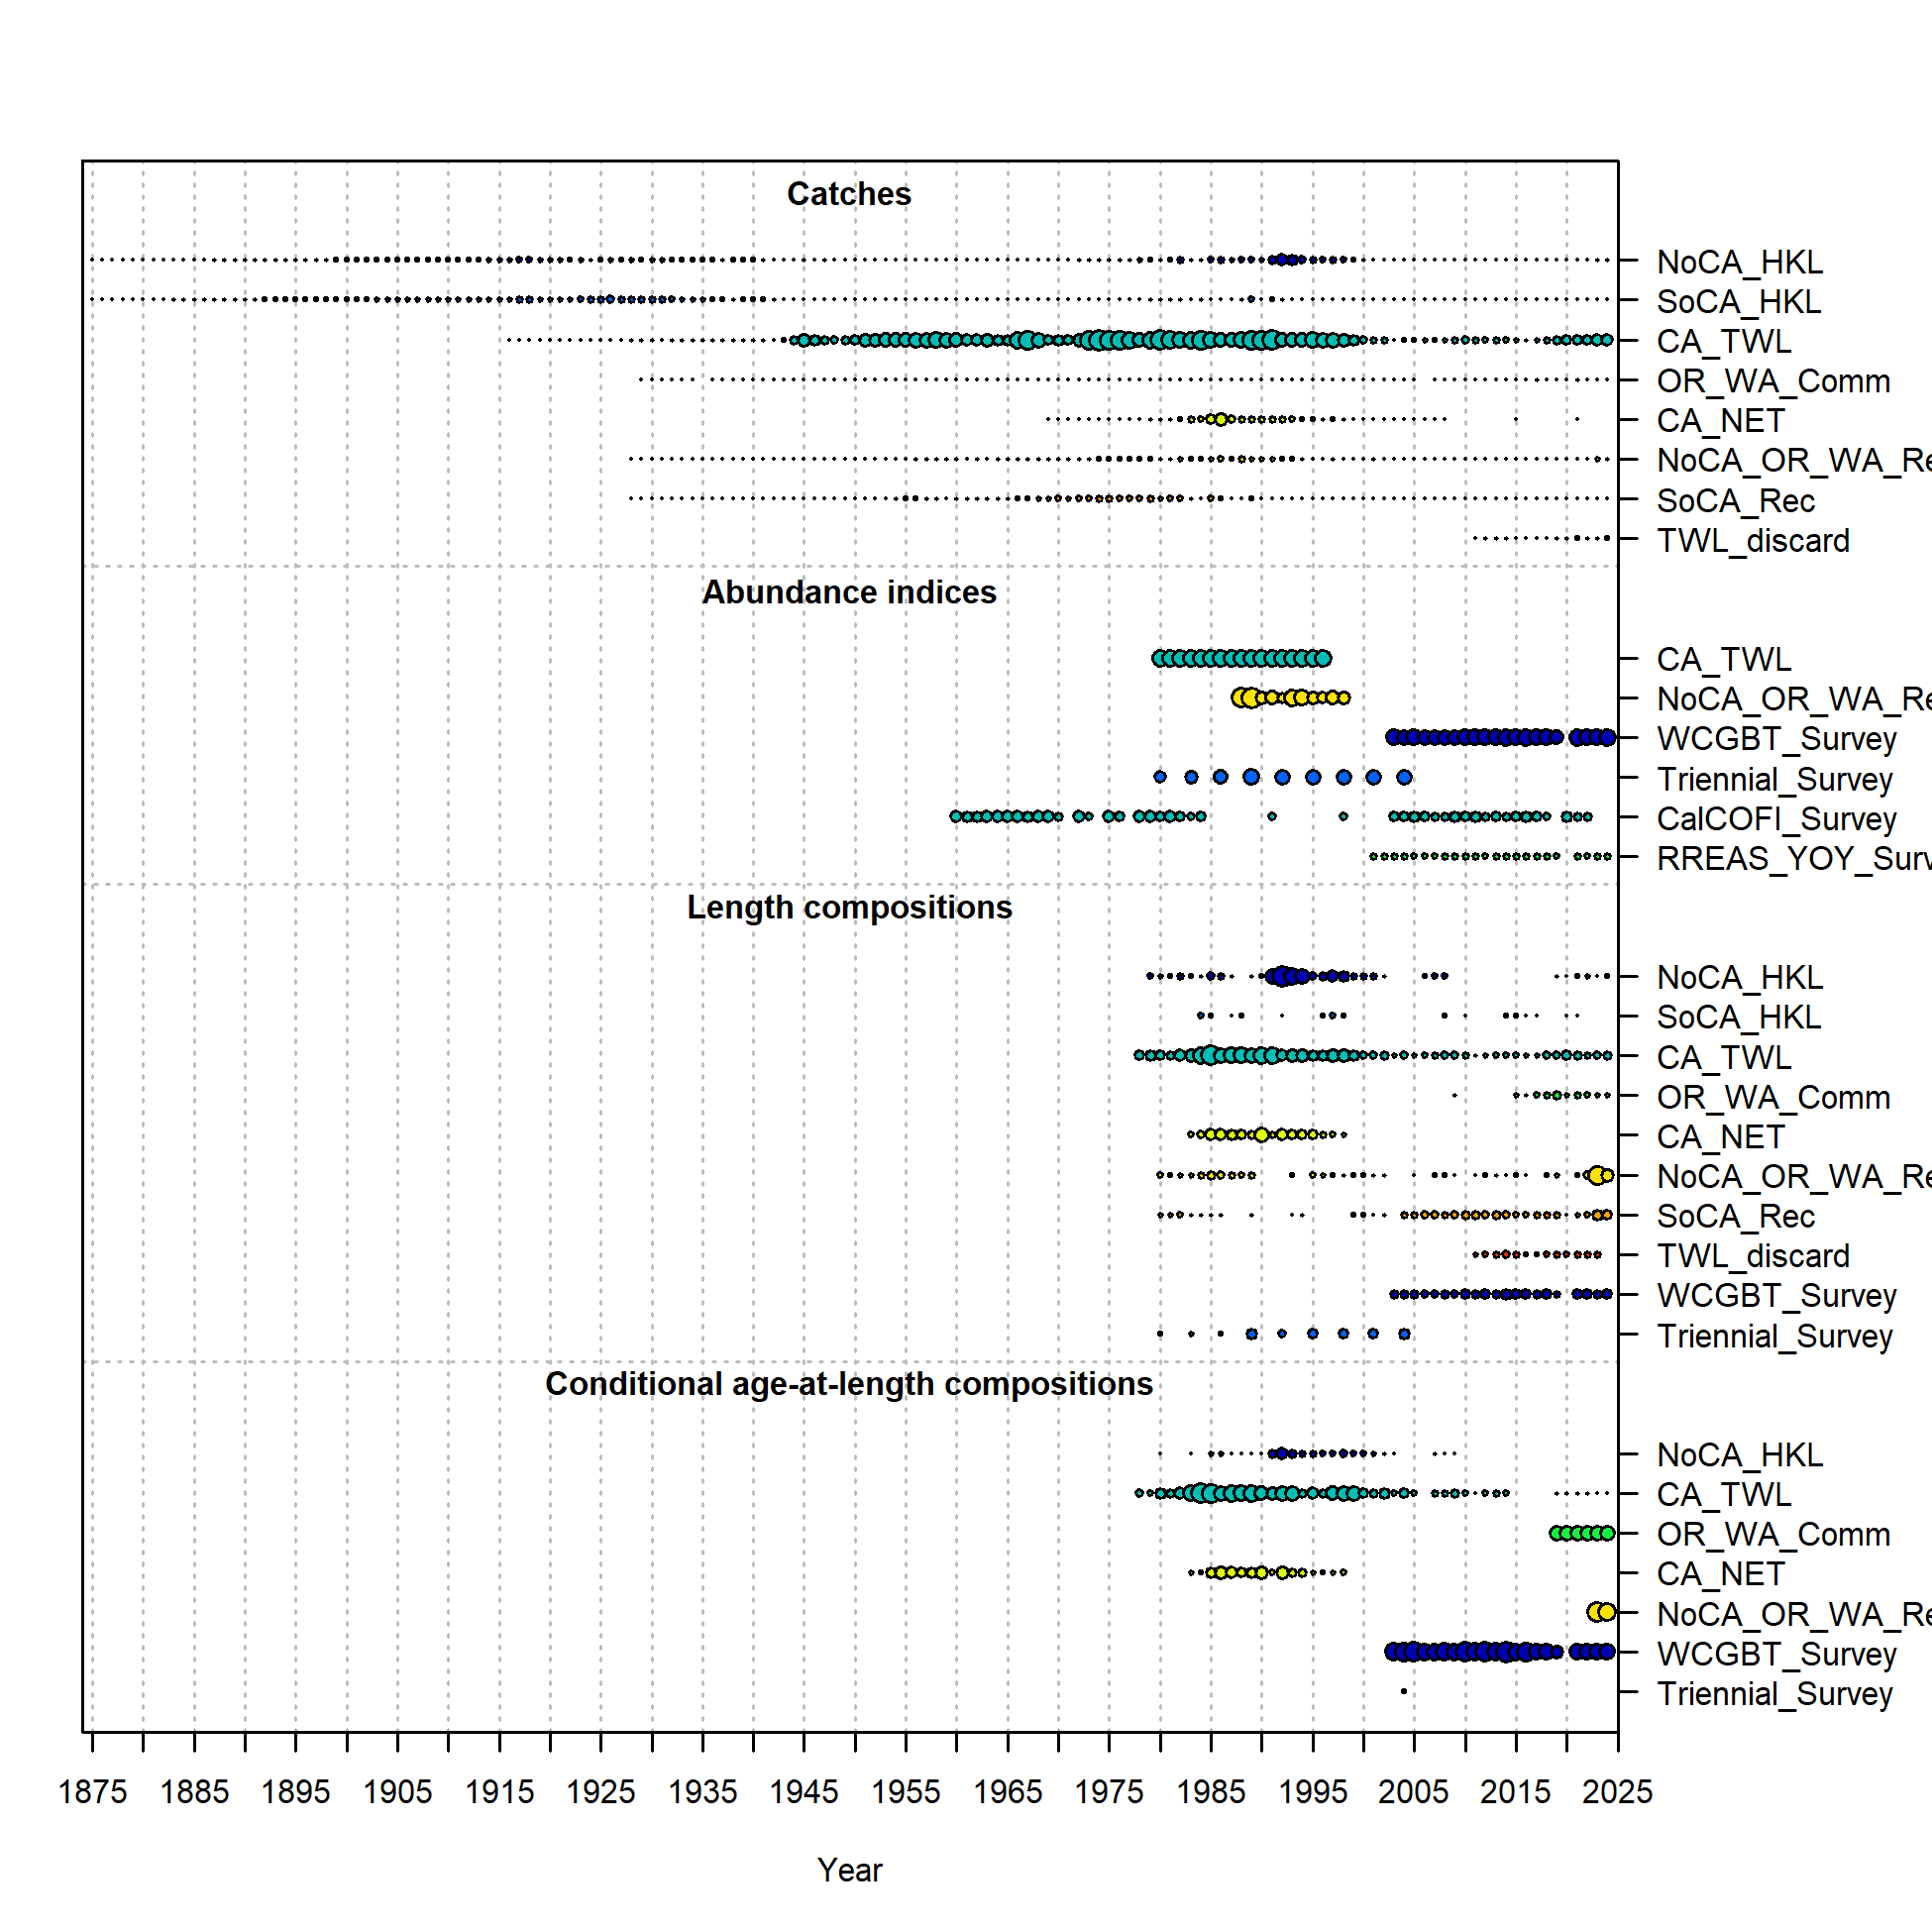 Catches
NoCA_HKL
SoCA_HKL
CA_TWL
OR_WA_Comm
CA_NET
NoCA_OR_WA_Re
SoCA_Rec
TWL_discard
Abundance indices
CA_TWL
NoCA_OR_WA_Re
WCGBT_Survey
Triennial_Survey
CalCOFI_Survey
RREAS_YOY_Surv
Length compositions
NoCA_HKL
SoCA_HKL
CA_TWL
OR_WA_Comm
CA_NET
NoCA_OR_WA_Re
SoCA_Rec
TWL_discard
WCGBT_Survey
Triennial_Survey
Conditional age-at-length compositions
NoCA_HKL
CA_TWL
OR_WA_Comm
CA_NET
NoCA_OR_WA_Re
WCGBT_Survey
Triennial_Survey
1875 1885 1895 1905 1915 1925 1935 1945 1955 1965 1975 1985 1995 2005 2015 2025
Year